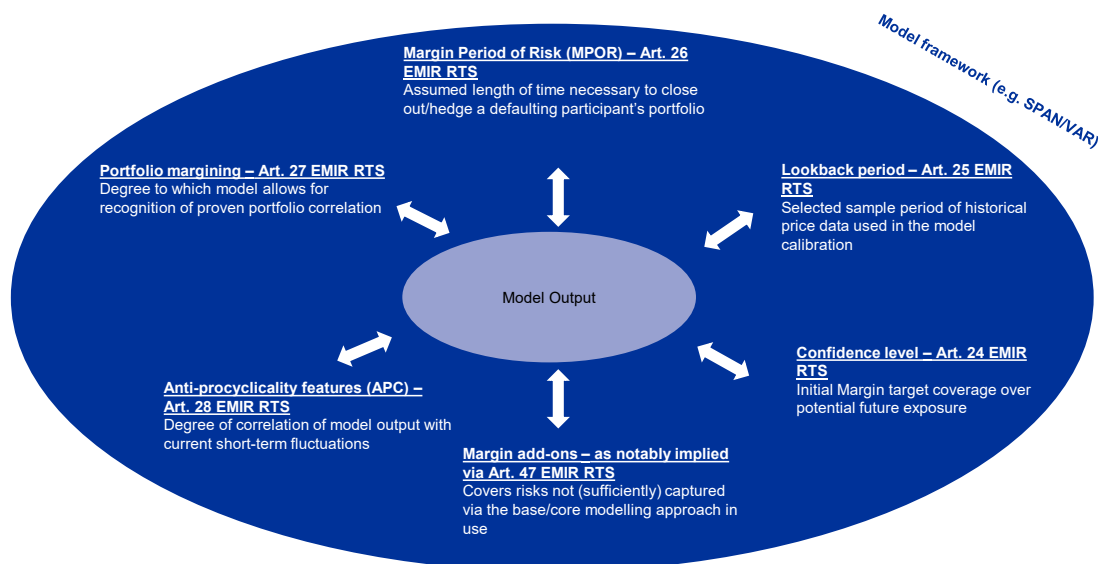 Model framework (e.g. SPAN/VAR)
Margin Period of Risk (MPOR) – Art. 26
EMIR RTS
Assumed length of time necessary to close
out/hedge a defaulting participant's portfolio
Portfolio margining – Art. 27 EMIR RTS
Degree to which model allows for
recognition of proven portfolio correlation
Lookback period – Art. 25 EMIR
RTS
Selected sample period of historical
price data used in the model
calibration
Model Output
Confidence level – Art. 24 EMIR
RTS
Initial Margin target coverage over
potential future exposure
Anti-procyclicality features (APC) –
Art. 28 EMIR RTS
Degree of correlation of model output with
current short-term fluctuations
Margin add-ons – as notably implied
via Art. 47 EMIR RTS
Covers risks not (sufficiently) captured
via the base/core modelling approach in
use